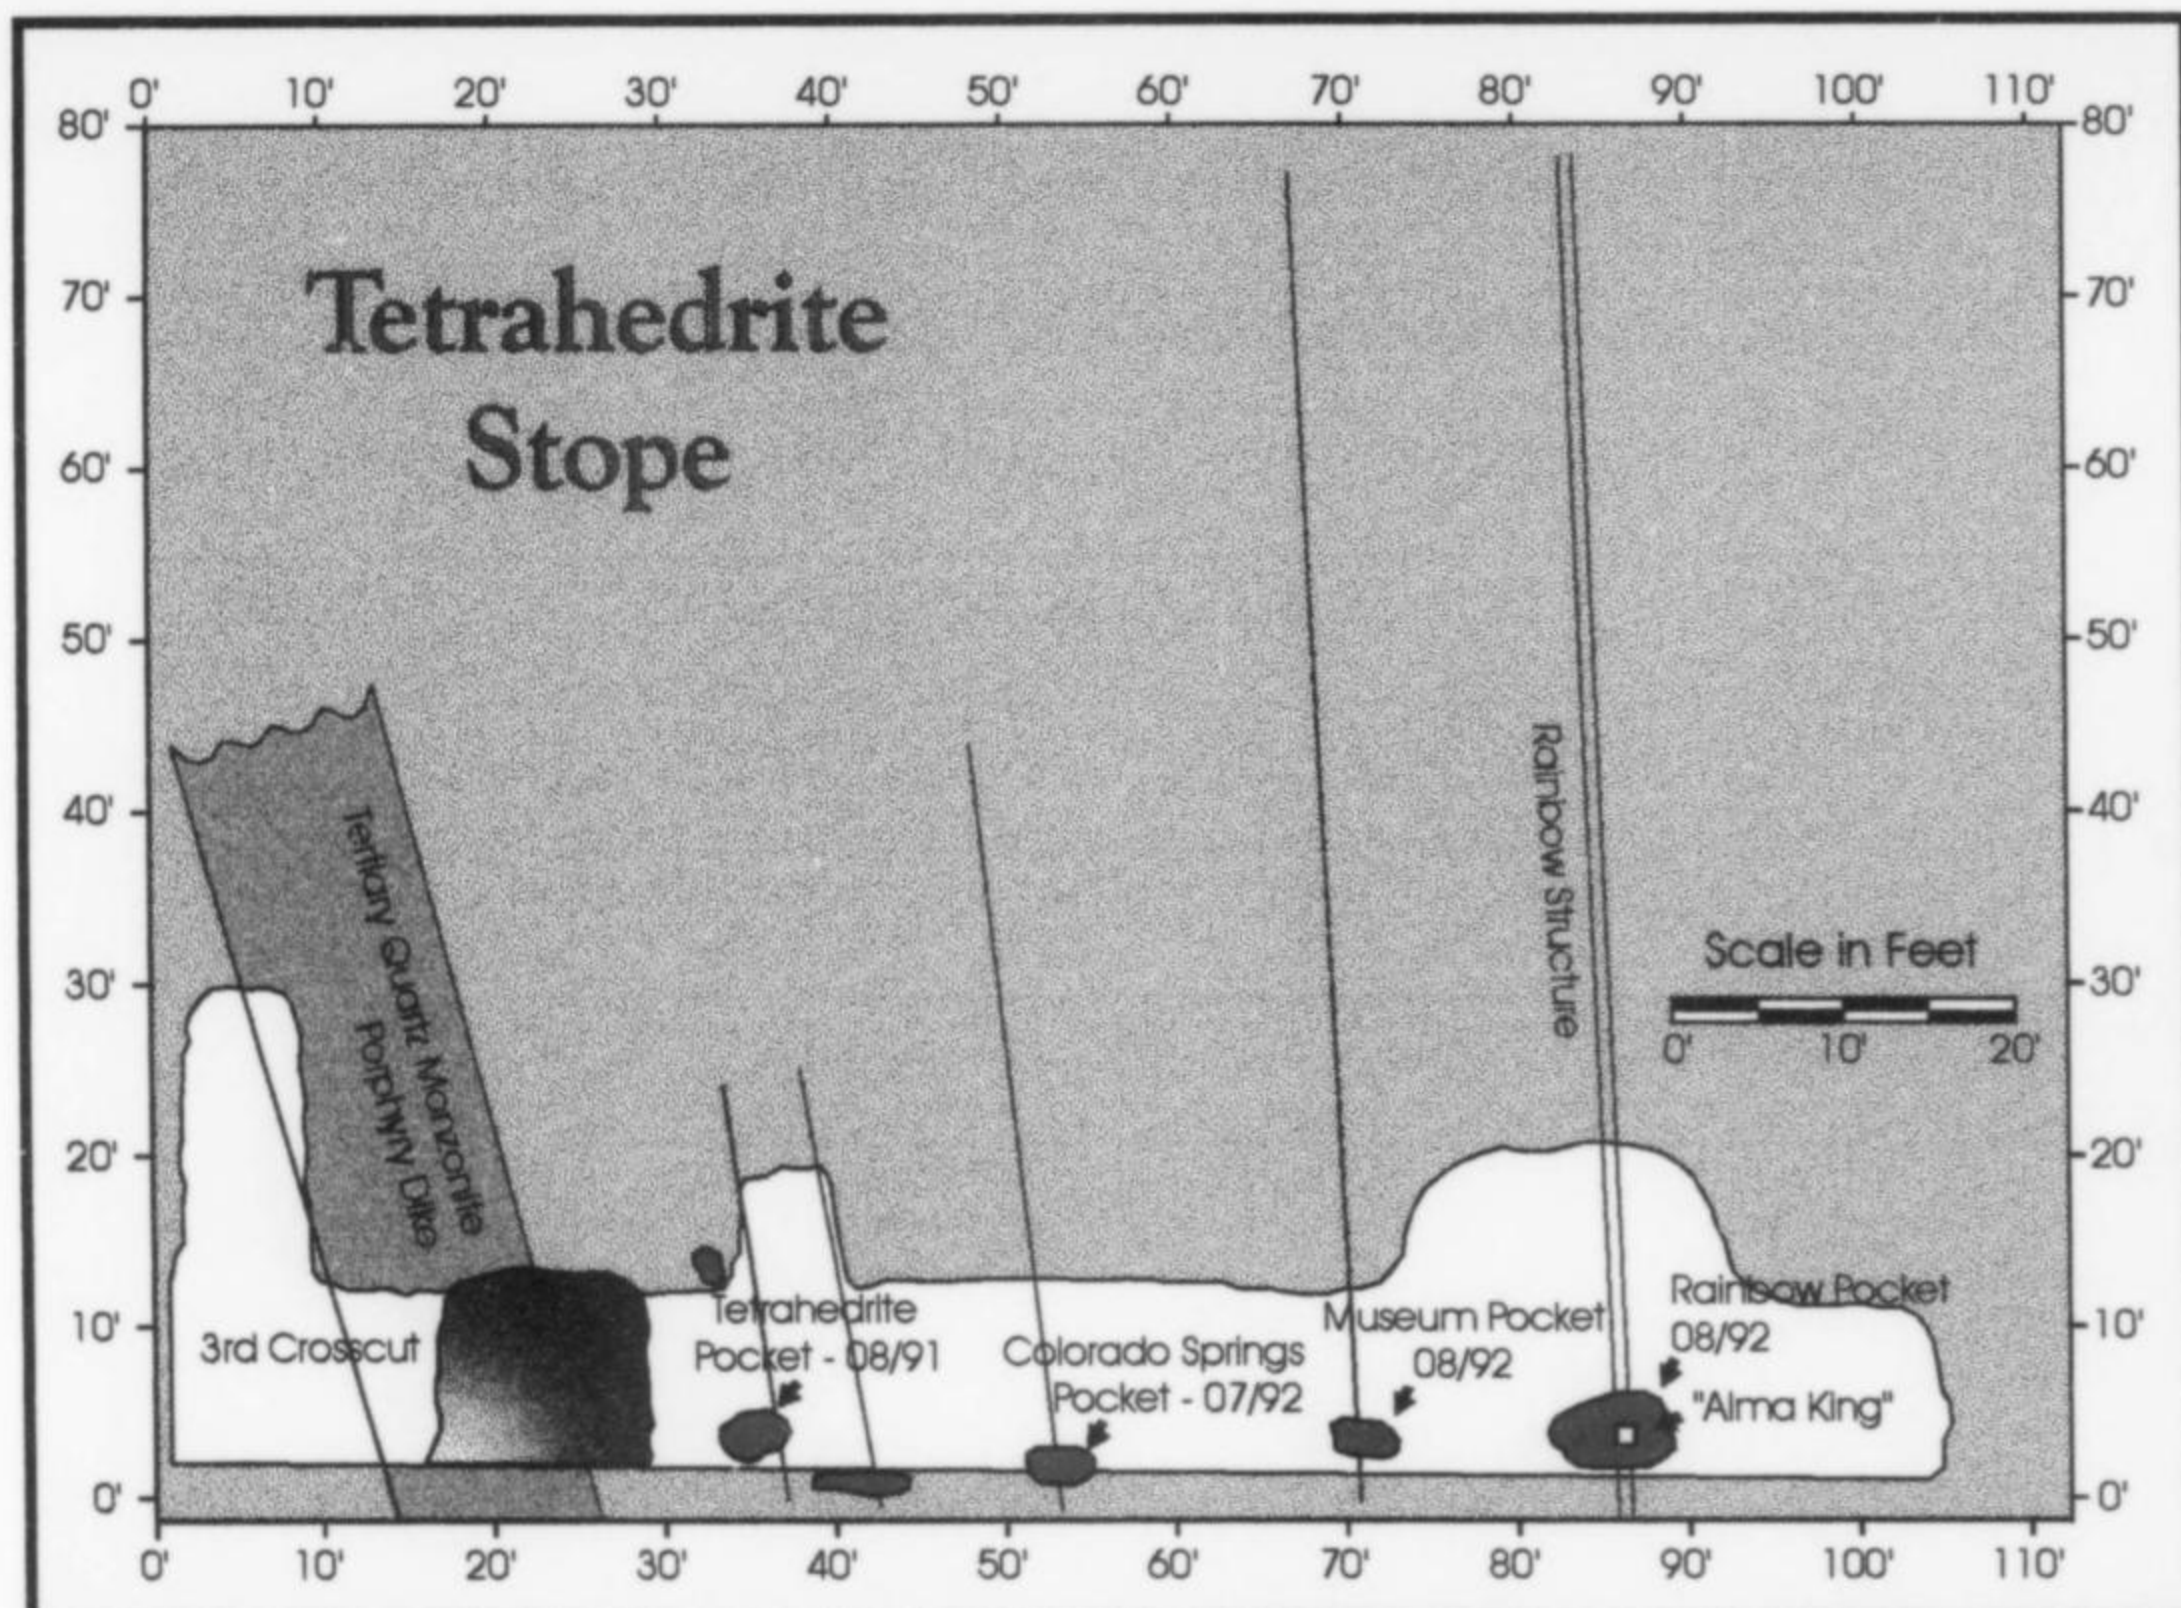 0' 10' 20' 30' 40' 50' 60' 70' 80' 90' 100' 110'
80' 80'
70' 70'
60' 60'
50' 50'
40' 40'
30' 30'
20' 20'
10' 10'
0' 0'
Tetrahedrite
Stope
Tertiary Quartz Monzonite
Porphyry Dike
Rainbow Structure
Scale in Feet
0' 10' 20'
3rd Crosscut
Tetrahedrite
Pocket - 08/91
Colorado Springs
Pocket - 07/92
Museum Pocket
08/92
Rainbow Pocket
08/92
"Alma King"
0' 10' 20' 30' 40' 50' 60' 70' 80' 90' 100' 110'